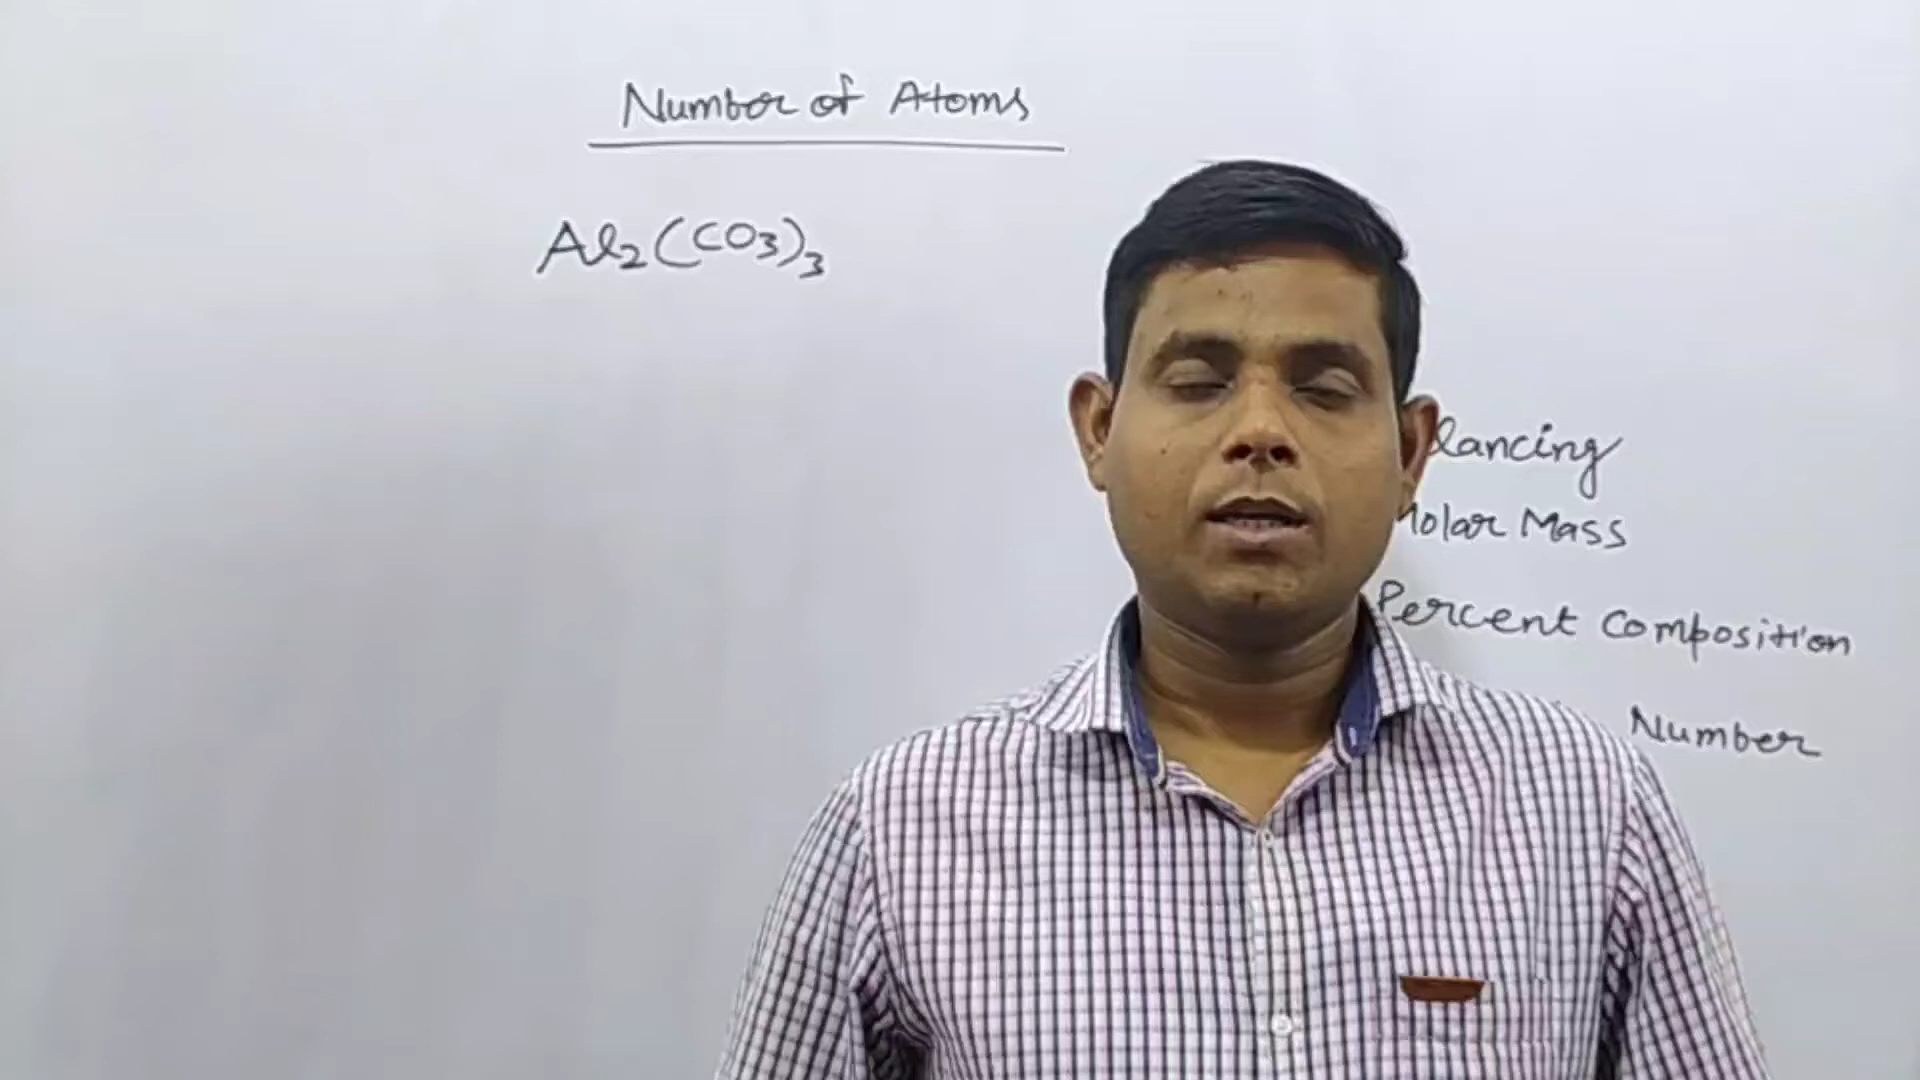 Number of Atoms
Al2(CO3)3
lancing
Molar Mass
Percent Composition
Number